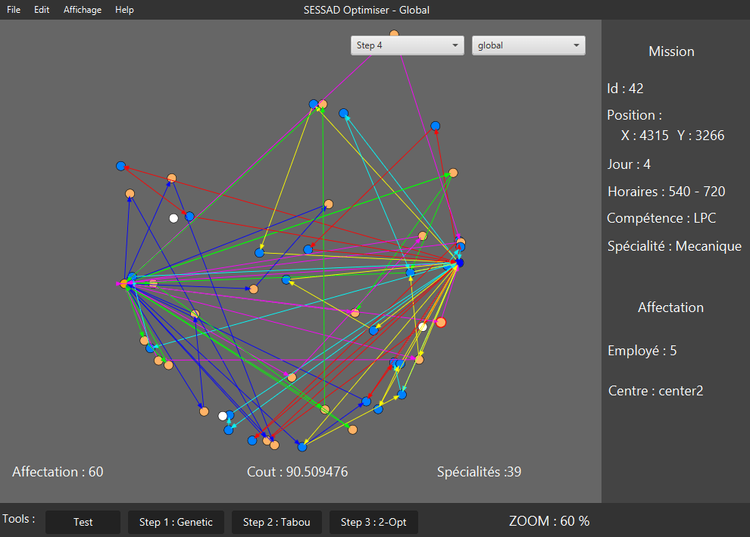 SESSAD Optimiser - Global
File Edit Affichage Help
Step 4 global
Mission
Id : 42
Position :
X : 4315 Y : 3266
Jour : 4
Horaires : 540 - 720
Compétence : LPC
Spécialité : Mecanique
Affectation
Employé : 5
Centre : center2
Affectation : 60 Cout : 90.509476 Spécialités :39
Tools : Test Step 1 : Genetic Step 2 : Tabou Step 3 : 2-Opt ZOOM : 60 %